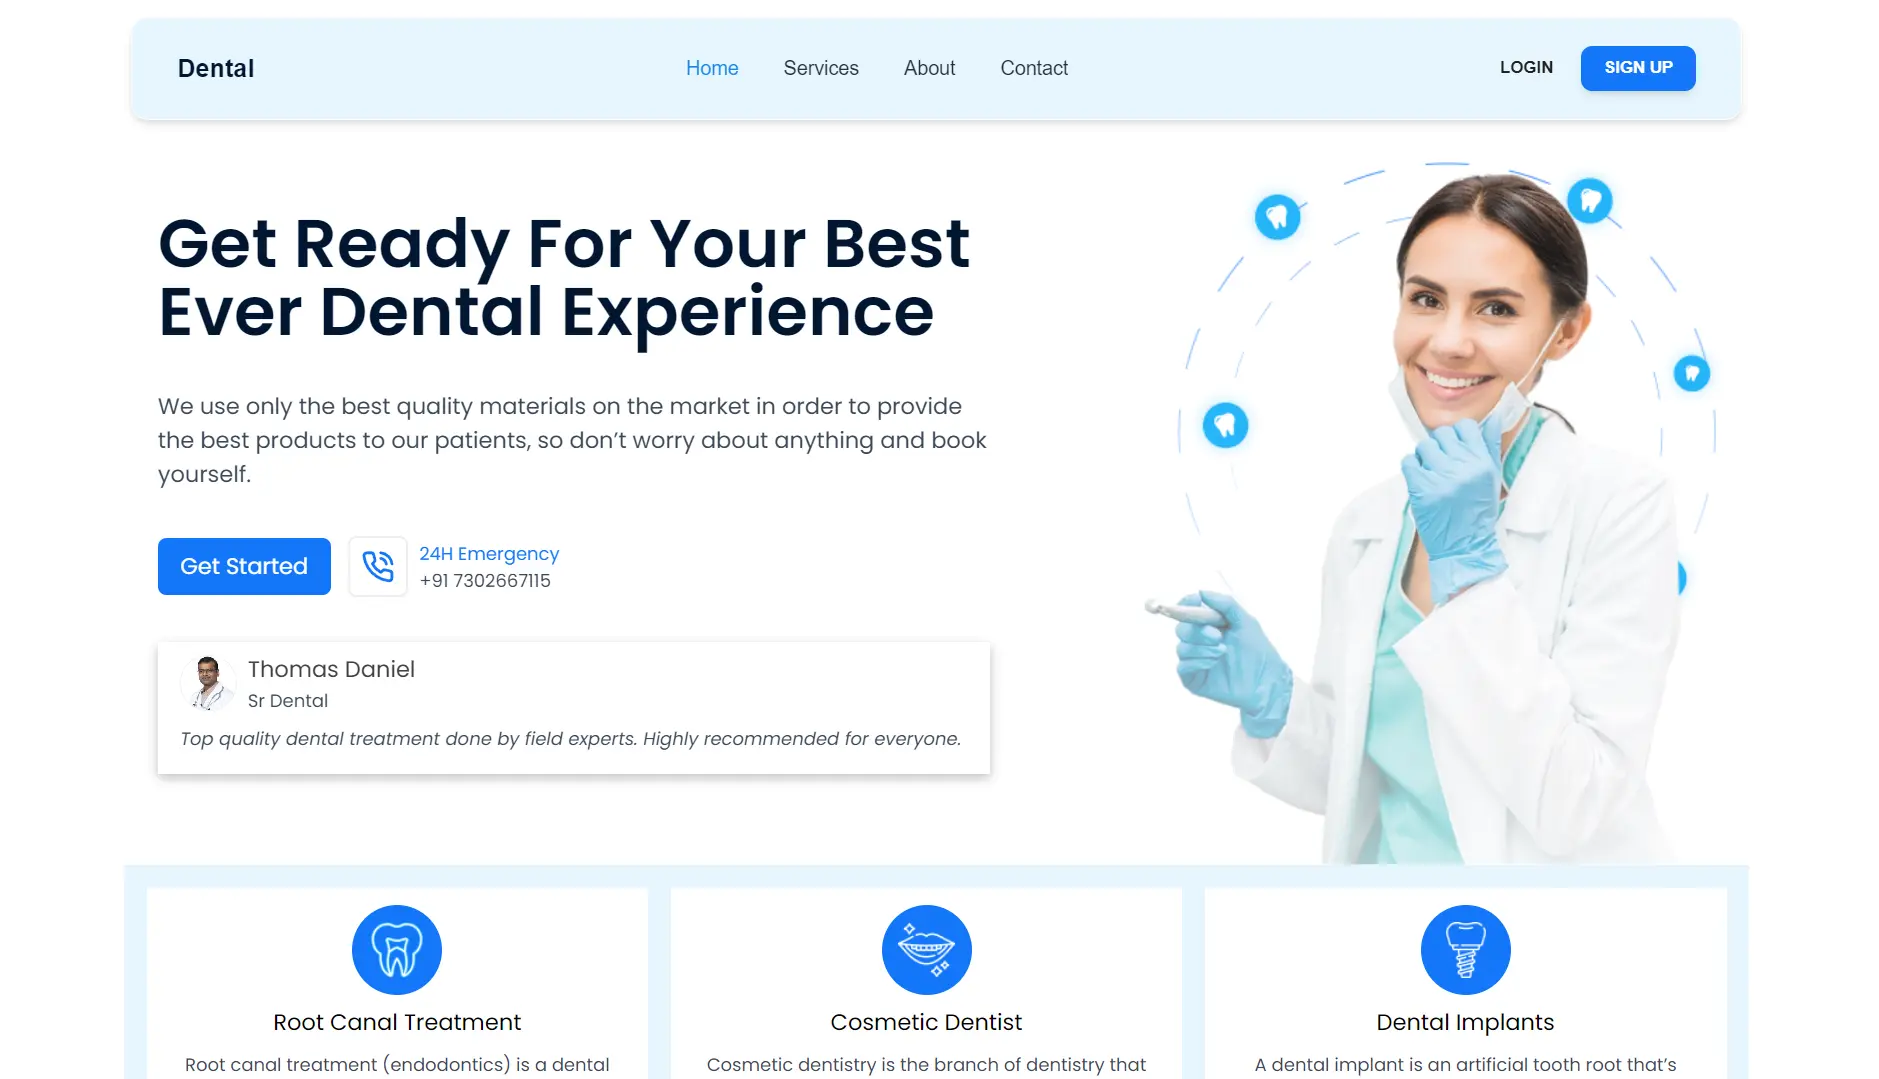 Dental
Home Services About Contact
LOGIN SIGN UP
Get Ready For Your Best
Ever Dental Experience
We use only the best quality materials on the market in order to provide
the best products to our patients, so don’t worry about anything and book
yourself.
Get Started
24H Emergency
+91 7302667115
Thomas Daniel
Sr Dental
Top quality dental treatment done by field experts. Highly recommended for everyone.
Root Canal Treatment
Root canal treatment (endodontics) is a dental
Cosmetic Dentist
Cosmetic dentistry is the branch of dentistry that
Dental Implants
A dental implant is an artificial tooth root that’s